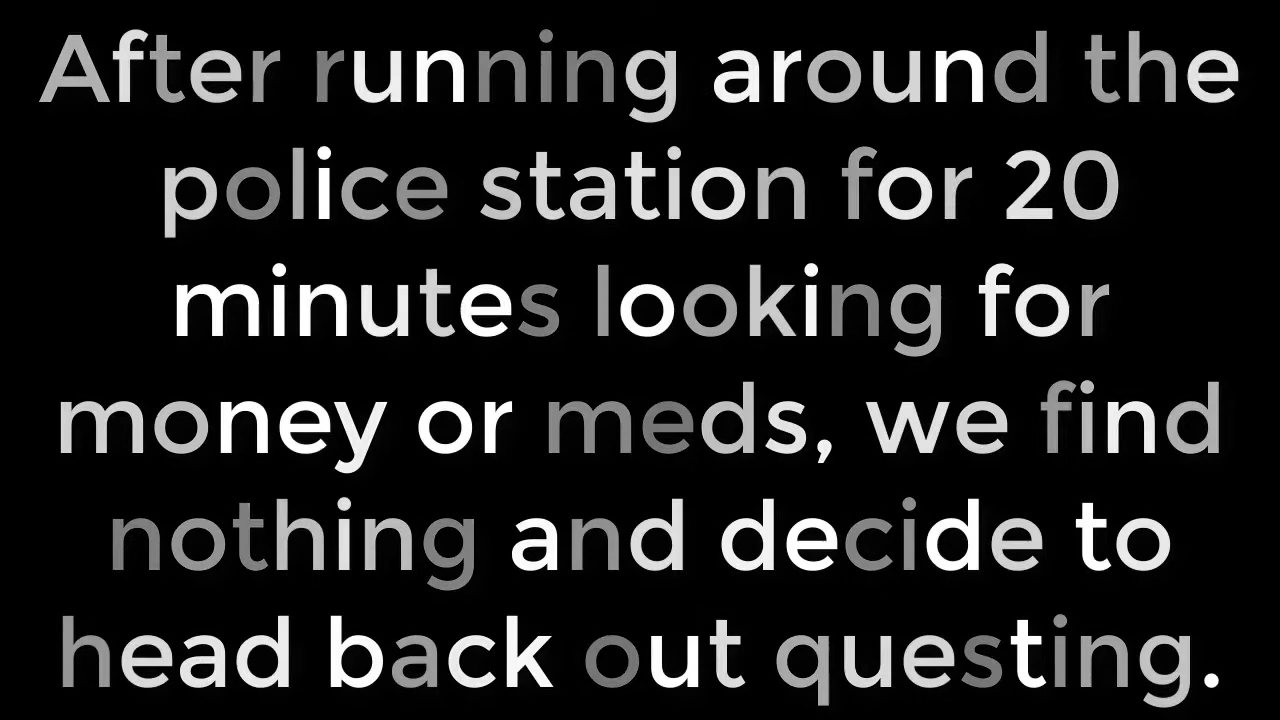 After running around the
police station for 20
minutes looking for
money or meds, we find
nothing and decide to
head back out questing.